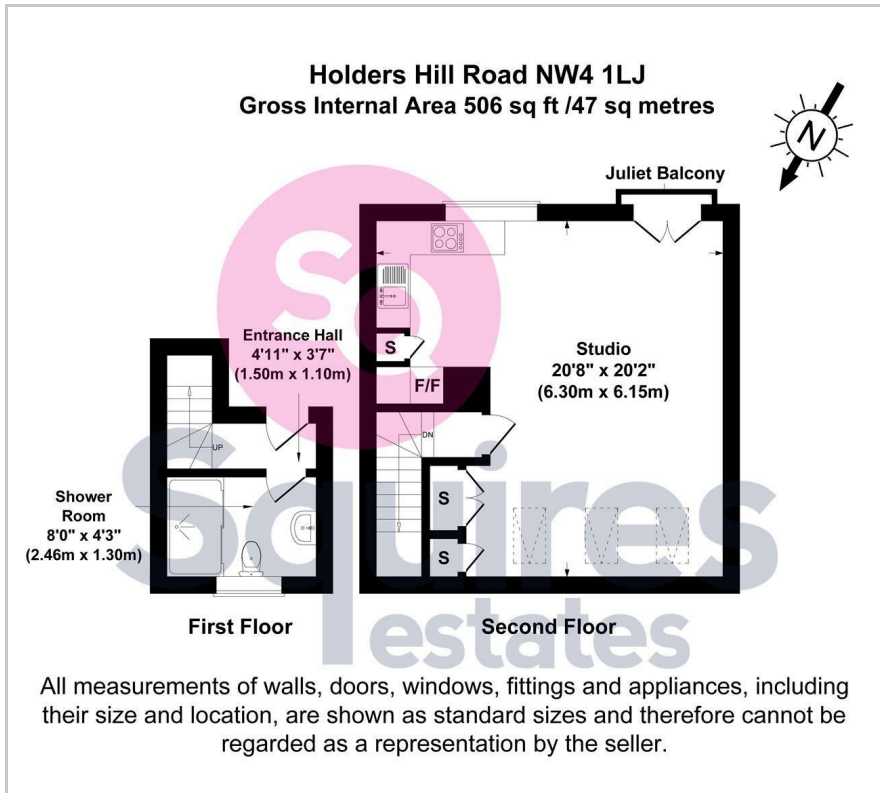 Holders Hill Road NW4 1LJ
Gross Internal Area 506 sq ft /47 sq metres
N
Juliet Balcony
SQ
Entrance Hall
4'11" x 3'7"
(1.50m x 1.10m)
S
F/F
Studio
20'8" x 20'2"
(6.30m x 6.15m)
UP
DN
Shower
Room
8'0" x 4'3"
(2.46m x 1.30m)
S
S
Squires
estates
First Floor
Second Floor
All measurements of walls, doors, windows, fittings and appliances, including
their size and location, are shown as standard sizes and therefore cannot be
regarded as a representation by the seller.